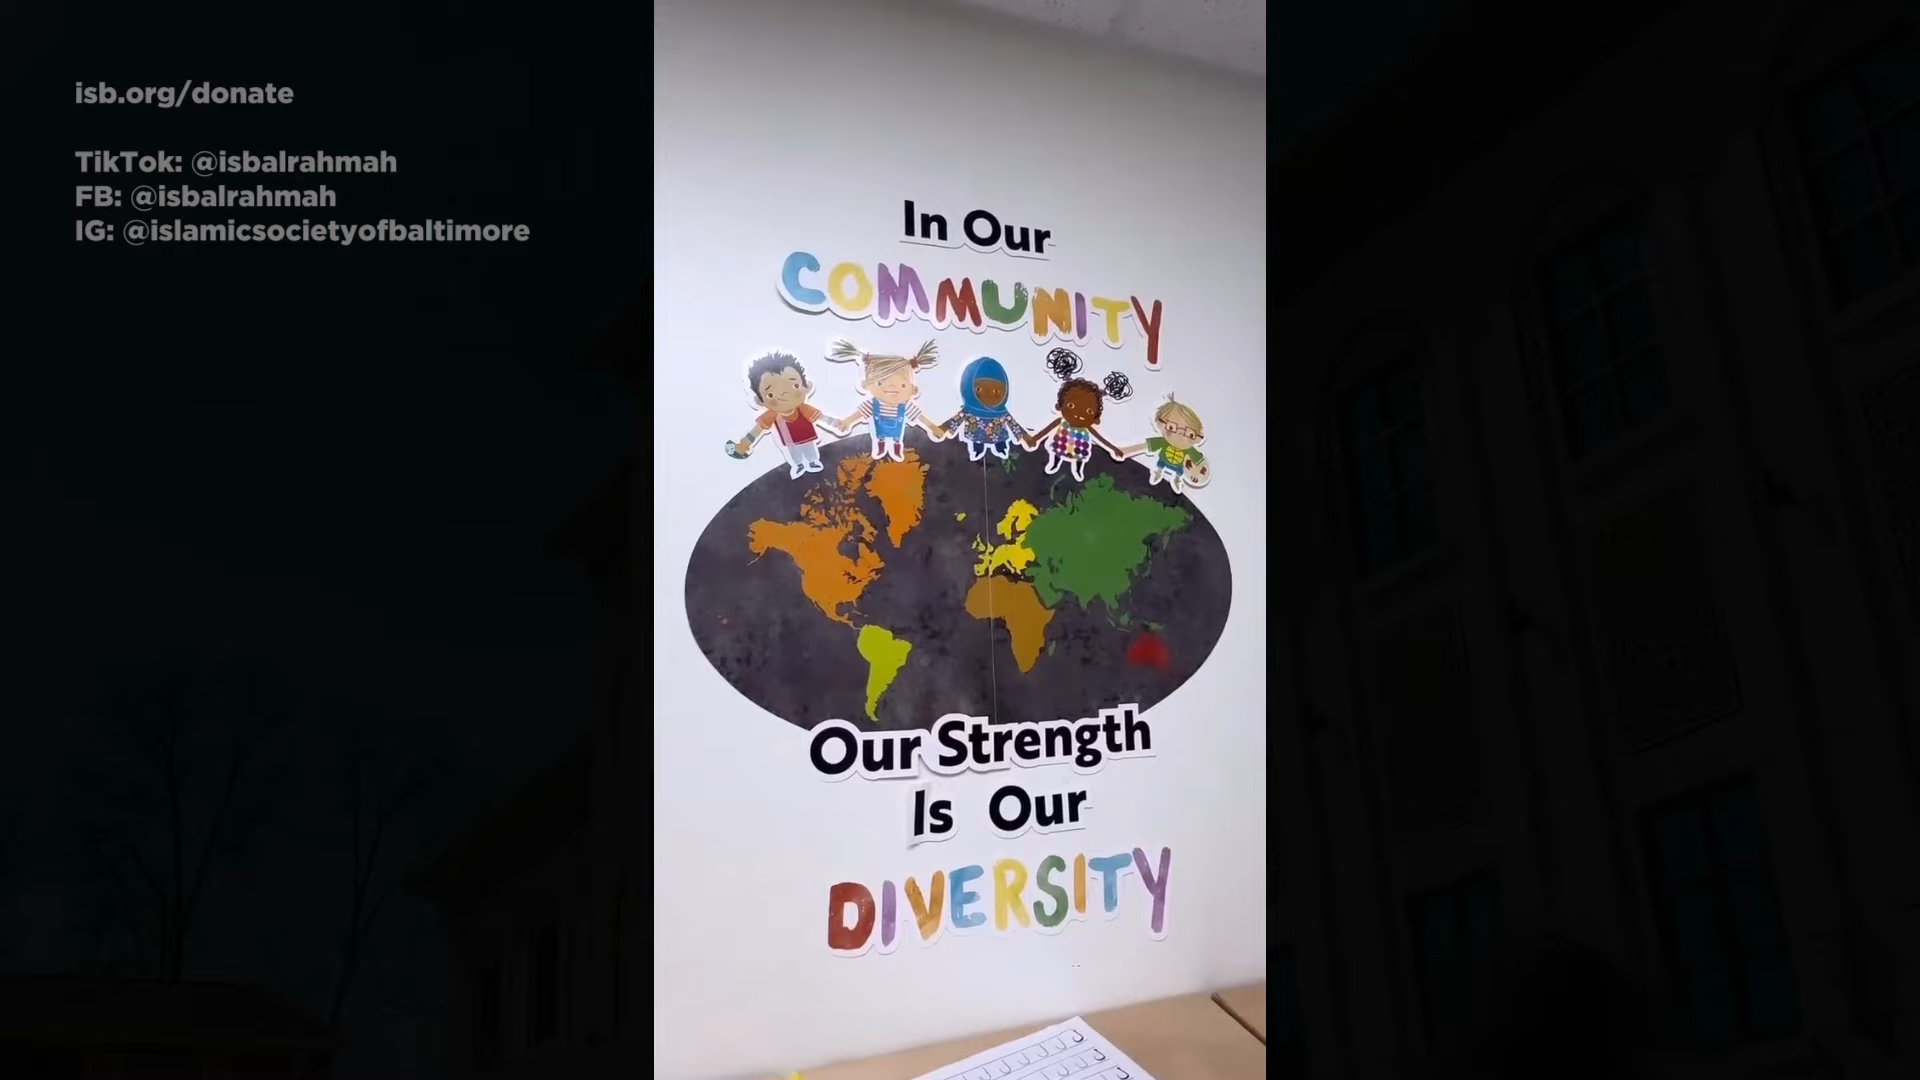 isb.org/donate
TikTok: @isbalrahmah
FB: @isbalrahmah
IG: @islamicsocietyofbaltimore
In Our
COMMUNITY
Our Strength
Is Our
DIVERSITY